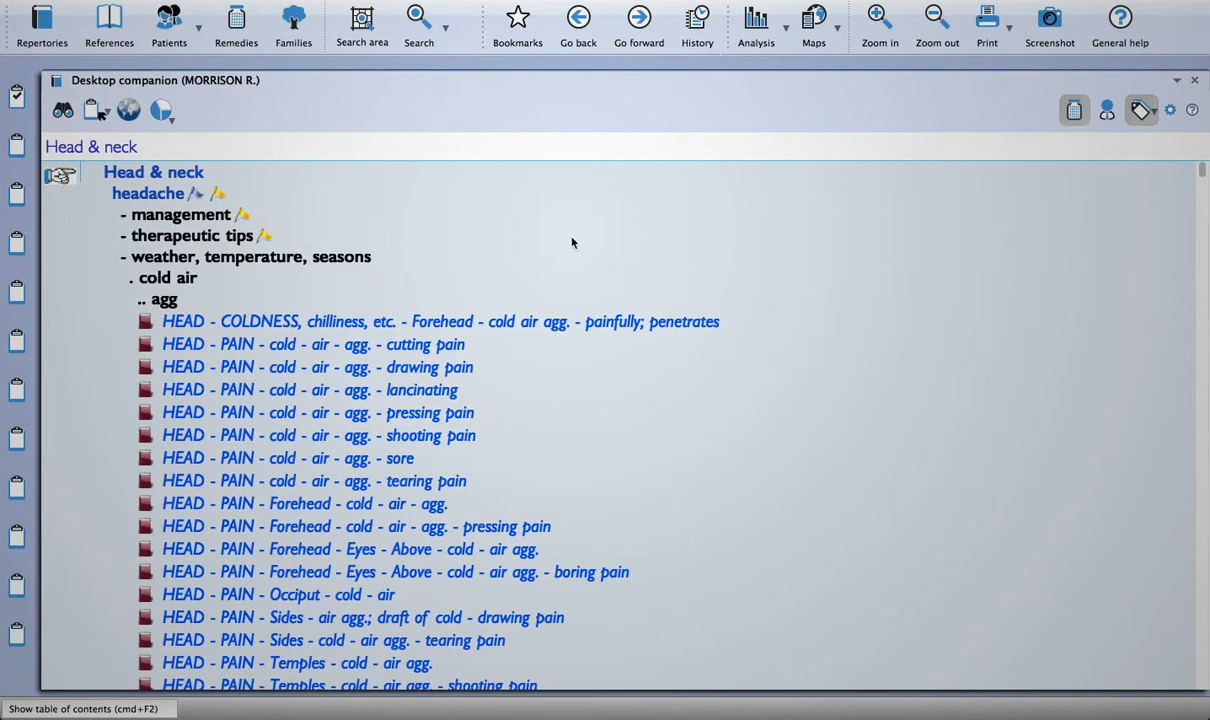 Repertories
References
Patients
Remedies
Families
Search area
Search
Bookmarks
Go back
Go forward
History
Analysis
Maps
Zoom in
Zoom out
Print
Screenshot
General help
Desktop companion (MORRISON R.)
Head & neck
Head & neck
headache
- management
- therapeutic tips
- weather, temperature, seasons
. cold air
.. agg
HEAD - COLDNESS, chilliness, etc. - Forehead - cold air agg. - painfully; penetrates
HEAD - PAIN - cold - air - agg. - cutting pain
HEAD - PAIN - cold - air - agg. - drawing pain
HEAD - PAIN - cold - air - agg. - lancinating
HEAD - PAIN - cold - air - agg. - pressing pain
HEAD - PAIN - cold - air - agg. - shooting pain
HEAD - PAIN - cold - air - agg. - sore
HEAD - PAIN - cold - air - agg. - tearing pain
HEAD - PAIN - Forehead - cold - air - agg.
HEAD - PAIN - Forehead - cold - air - agg. - pressing pain
HEAD - PAIN - Forehead - Eyes - Above - cold - air agg.
HEAD - PAIN - Forehead - Eyes - Above - cold - air agg. - boring pain
HEAD - PAIN - Occiput - cold - air
HEAD - PAIN - Sides - air agg.; draft of cold - drawing pain
HEAD - PAIN - Sides - cold - air agg. - tearing pain
HEAD - PAIN - Temples - cold - air agg.
HEAD - PAIN - Temples - cold - air agg. - shooting pain
Show table of contents (cmd+F2)